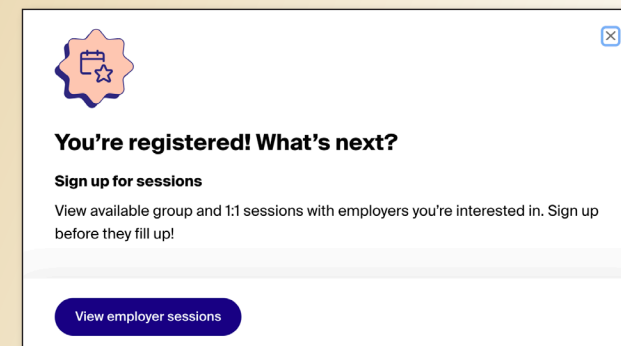 You’re registered! What’s next?
Sign up for sessions
View available group and 1:1 sessions with employers you’re interested in. Sign up
before they fill up!
View employer sessions